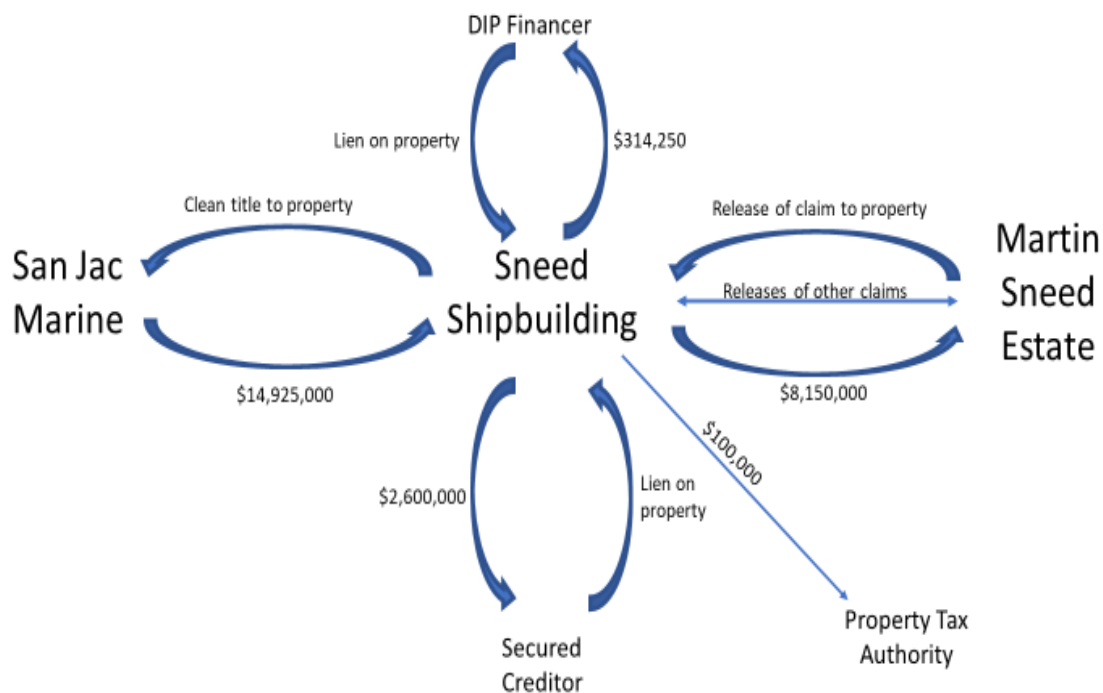 DIP Financer
Lien on property
$314,250
Clean title to property
Release of claim to property
San Jac
Marine
Sneed
Shipbuilding
Releases of other claims
Martin
Sneed
Estate
$14,925,000
$8,150,000
$100,000
$2,600,000
Lien on
property
Property Tax
Authority
Secured
Creditor